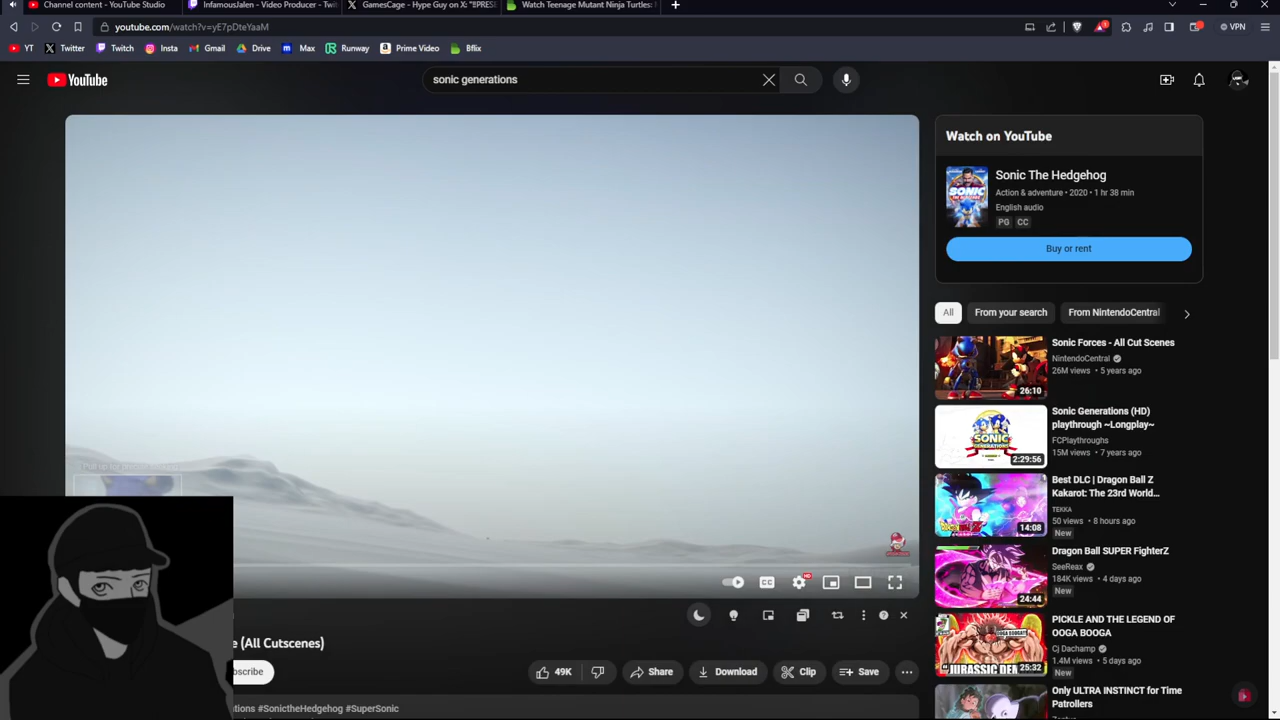 Channel content - YouTube Studio
InfamousJalen - Video Producer - Twi
GamesCage - Hype Guy on X: "@PRES
Watch Teenage Mutant Ninja Turtles:
youtube.com/watch?v=yE7pDteYaaM
VPN
YT
Twitter
Twitch
Insta
Gmail
Drive
Max
Runway
Prime Video
Bflix
YouTube
sonic generations
Watch on YouTube
Sonic The Hedgehog
Action & adventure • 2020 • 1 hr 38 min
English audio
PG CC
Buy or rent
All
From your search
From NintendoCentral
Sonic Forces - All Cut Scenes
NintendoCentral
26M views • 5 years ago
26:10
Sonic Generations (HD)
playthrough ~Longplay~
FCPlaythroughs
15M views • 7 years ago
2:29:56
Best DLC | Dragon Ball Z
Kakarot: The 23rd World...
TEKKA
50 views • 8 hours ago
New
14:08
Dragon Ball SUPER FighterZ
SeeReax
184K views • 4 days ago
New
24:44
PICKLE AND THE LEGEND OF
OOGA BOOGA
Cj Dachamp
1.4M views • 5 days ago
New
25:32
Only ULTRA INSTINCT for Time
Patrollers
Pull up for precise seeking
HD
e (All Cutscenes)
bscribe
49K
Share
Download
Clip
Save
tions #SonictheHedgehog #SuperSonic